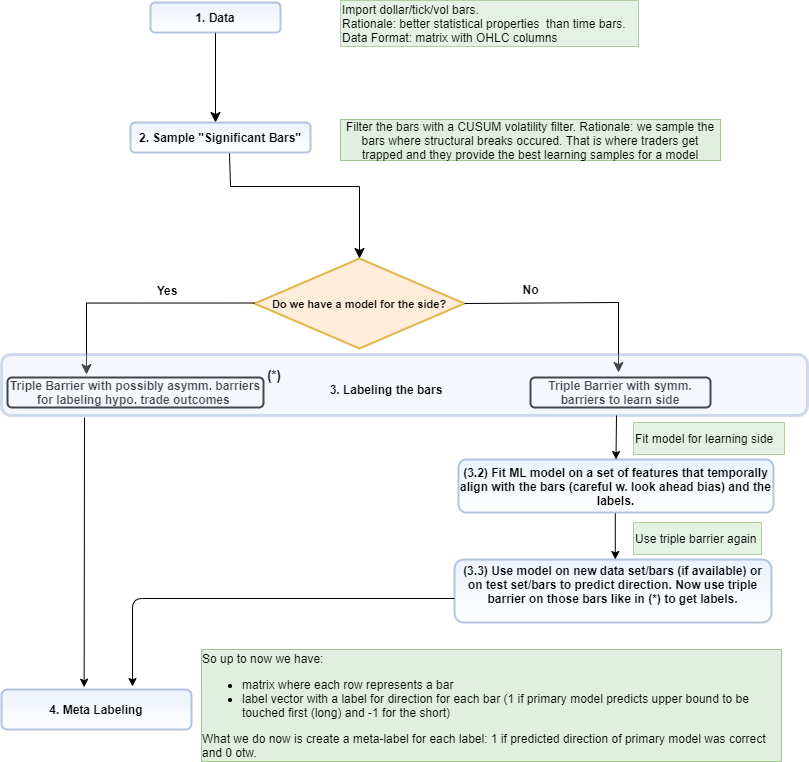 1. Data
Import dollar/tick/vol bars.
Rationale: better statistical properties than time bars.
Data Format: matrix with OHLC columns
2. Sample "Significant Bars"
Filter the bars with a CUSUM volatility filter. Rationale: we sample the
bars where structural breaks occured. That is where traders get
trapped and they provide the best learning samples for a model
Do we have a model for the side?
Yes
No
Triple Barrier with possibly asymm. barriers
for labeling hypo. trade outcomes
(*)
3. Labeling the bars
Triple Barrier with symm.
barriers to learn side
Fit model for learning side
(3.2) Fit ML model on a set of features that temporally
align with the bars (careful w. look ahead bias) and the
labels.
Use triple barrier again
(3.3) Use model on new data set/bars (if available) or
on test set/bars to predict direction. Now use triple
barrier on those bars like in (*) to get labels.
4. Meta Labeling
So up to now we have:
• matrix where each row represents a bar
• label vector with a label for direction for each bar (1 if primary model predicts upper bound to be
touched first (long) and -1 for the short)
What we do now is create a meta-label for each label: 1 if predicted direction of primary model was correct
and 0 otw.